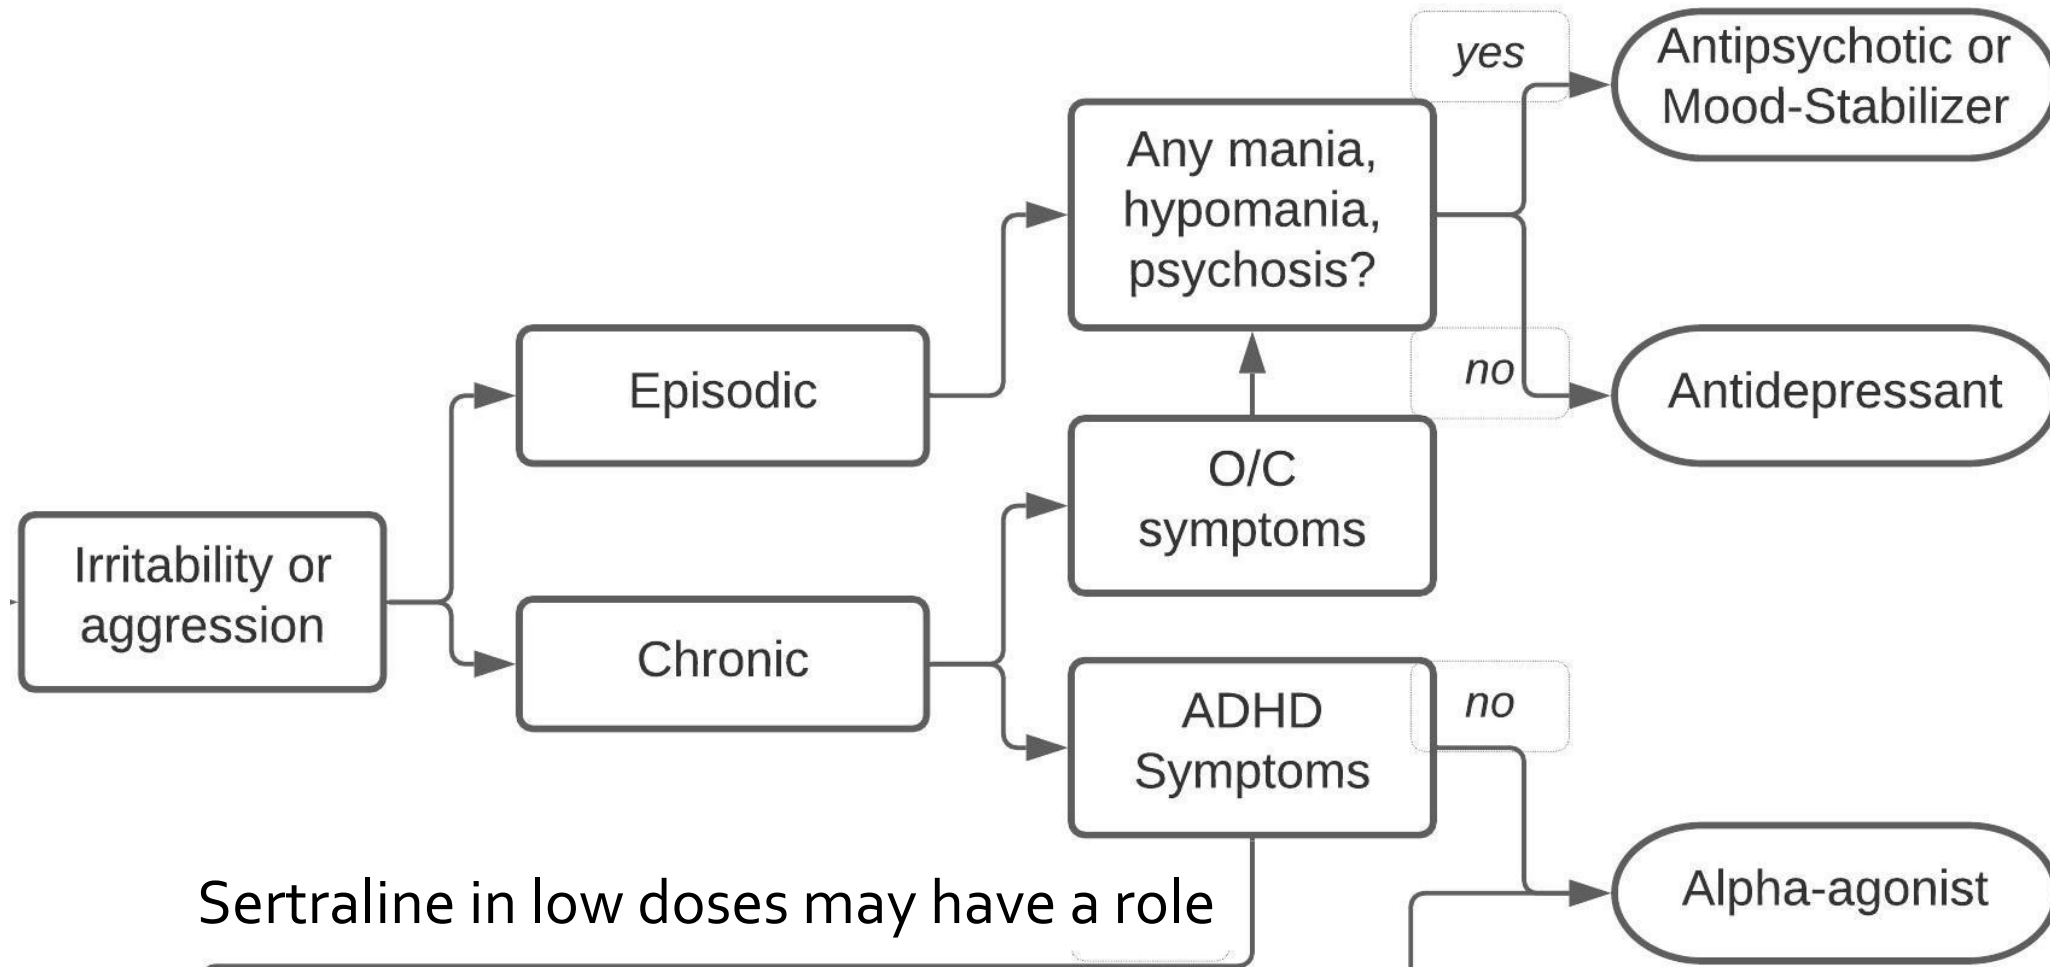 yes
Antipsychotic or
Mood-Stabilizer
Any mania,
hypomania,
psychosis?
Episodic
no
Antidepressant
O/C
symptoms
Irritability or
aggression
Chronic
ADHD
Symptoms
no
Alpha-agonist
Sertraline in low doses may have a role